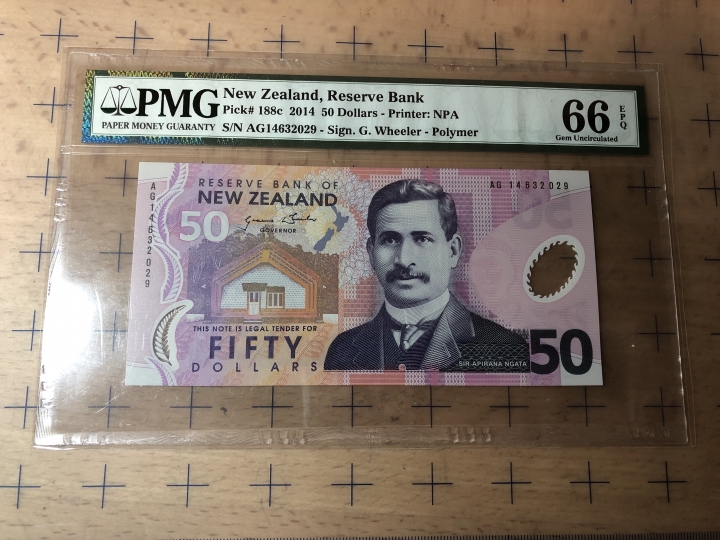 PMG
PAPER MONEY GUARANTY
New Zealand, Reserve Bank
Pick# 188c 2014 50 Dollars - Printer: NPA
S/N AG14632029 - Sign. G. Wheeler - Polymer
66
EPQ
Gem Uncirculated
RESERVE BANK OF
NEW ZEALAND
AG 14632029
AG14632029
50
GOVERNOR
THIS NOTE IS LEGAL TENDER FOR
FIFTY
DOLLARS
SIR APIRANA NGATA
50